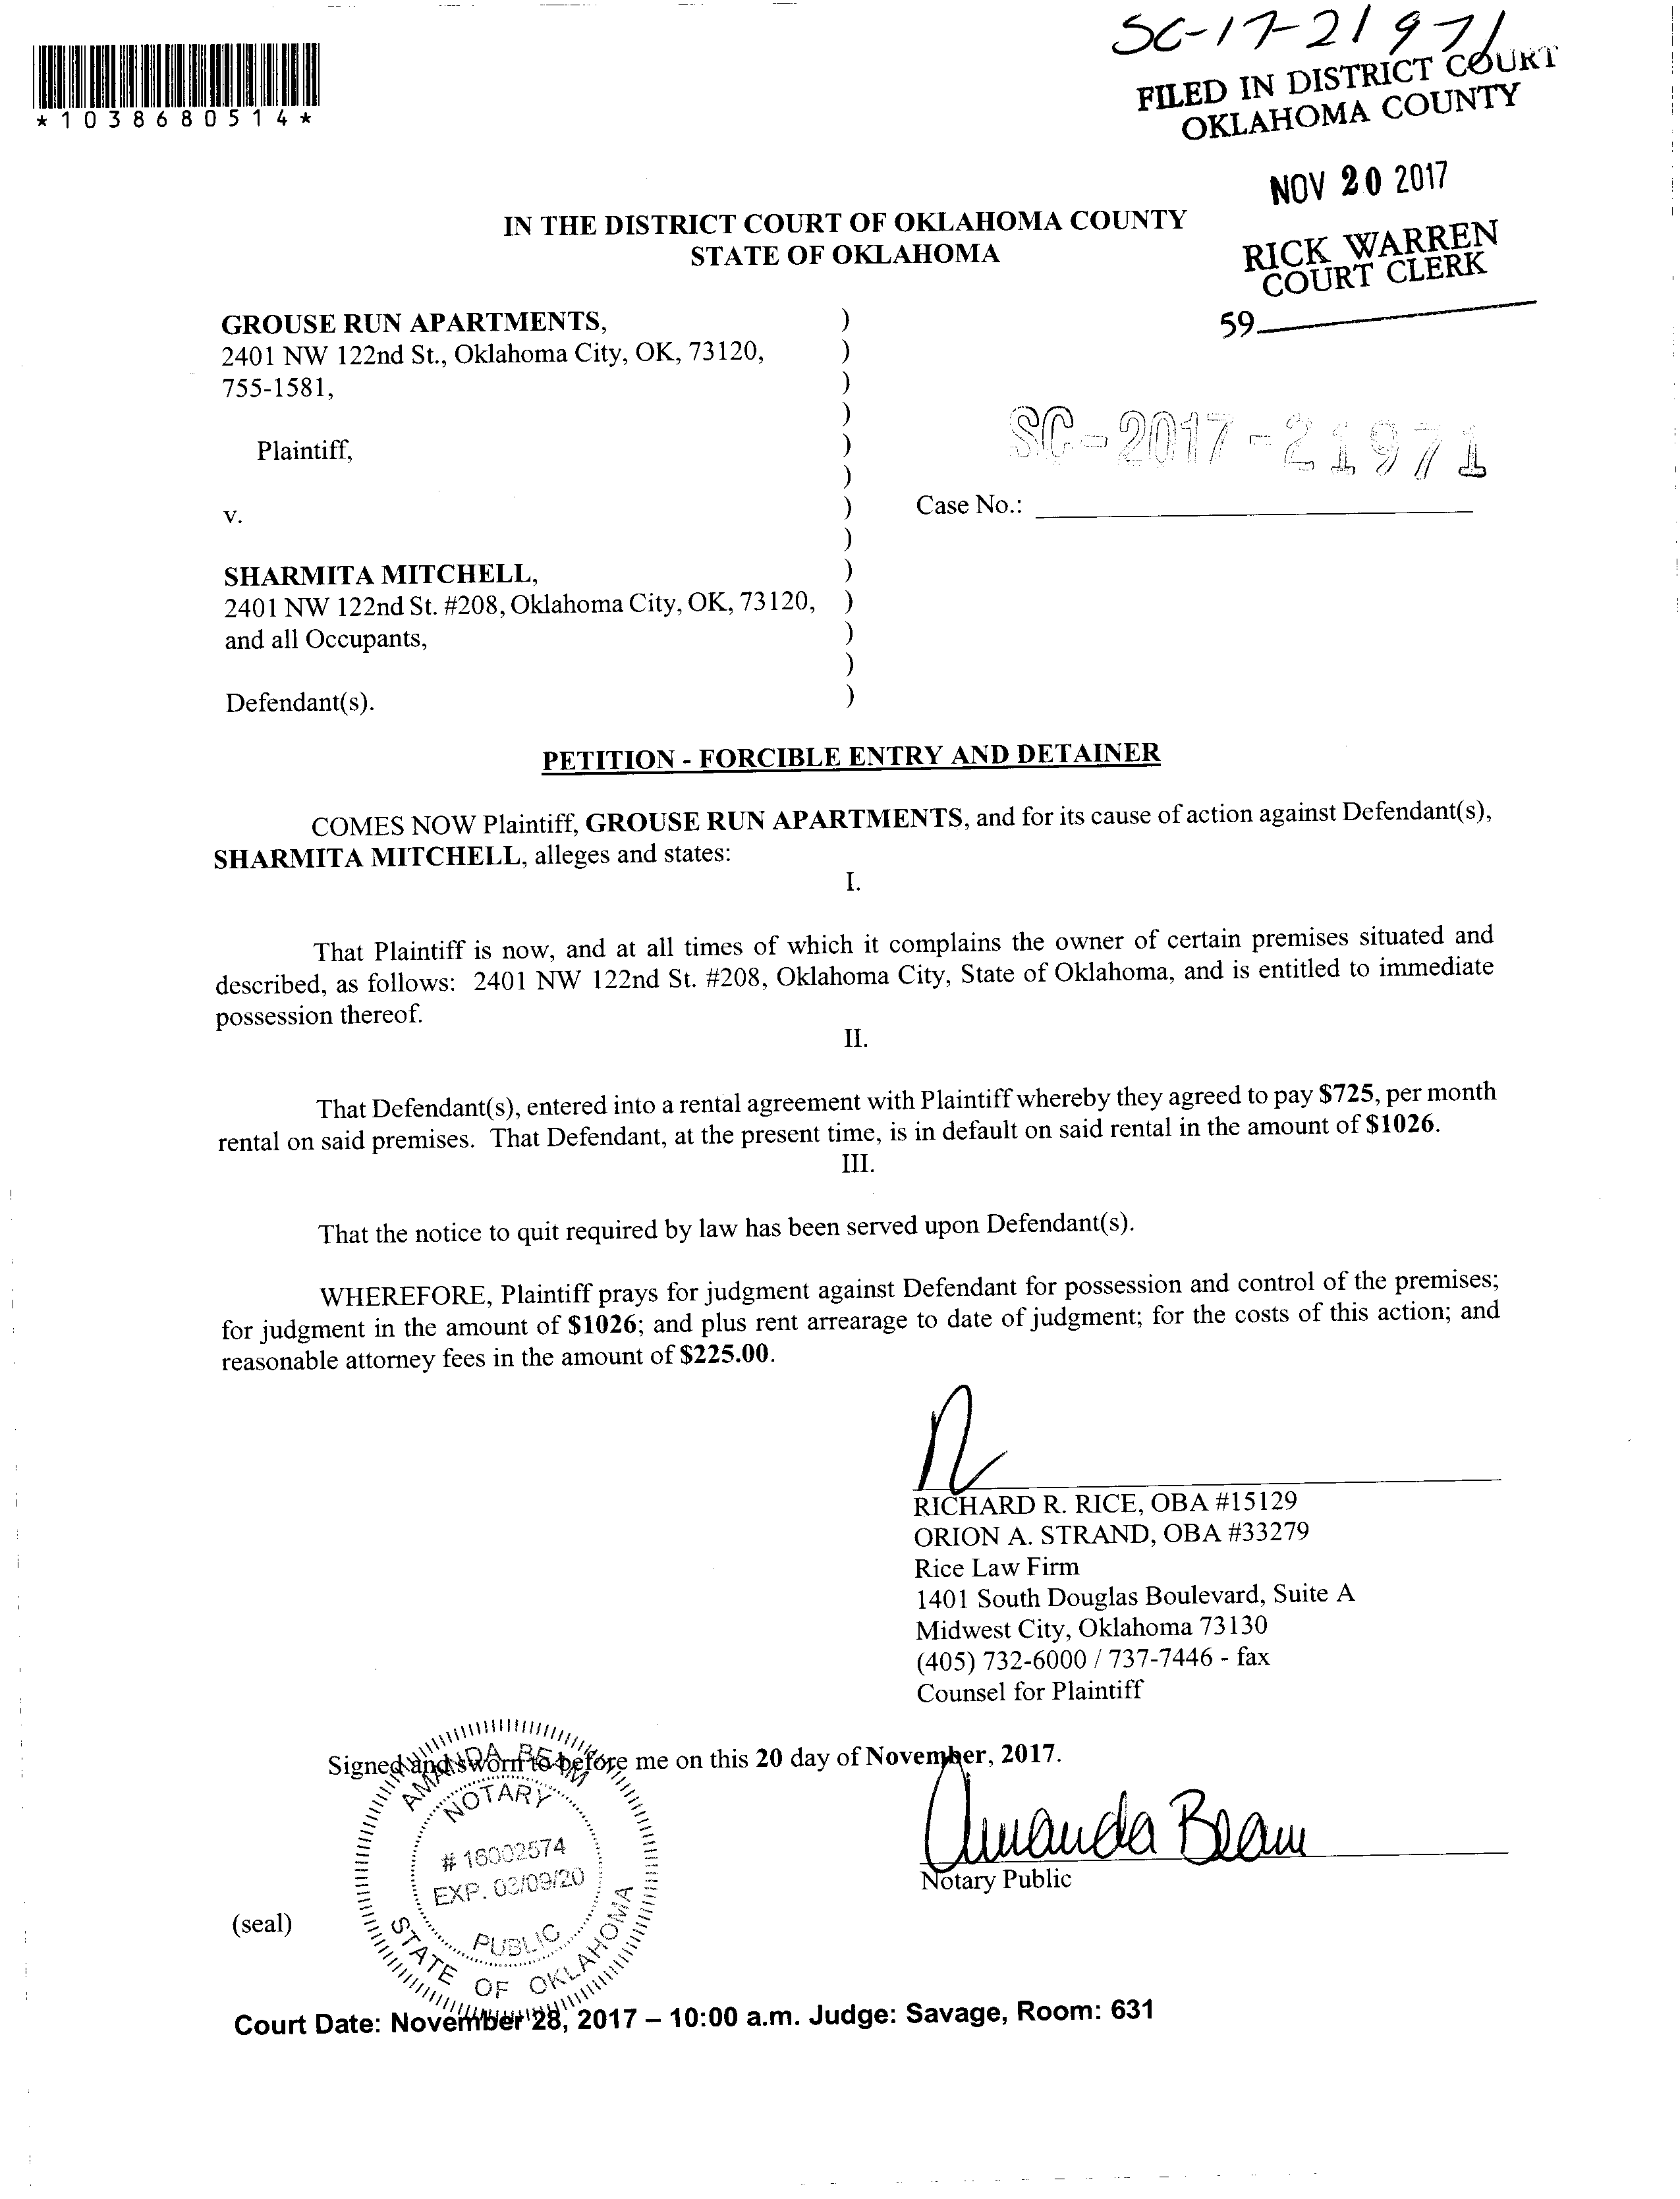 SC-17-21971
FILED IN DISTRICT COURT
OKLAHOMA COUNTY
*1038680514*
NOV 20 2017
RICK WARREN
COURT CLERK
59
IN THE DISTRICT COURT OF OKLAHOMA COUNTY
STATE OF OKLAHOMA
GROUSE RUN APARTMENTS, )
2401 NW 122nd St., Oklahoma City, OK, 73120, )
755-1581, )
)
Plaintiff, )
)
v. )
)
SHARMITA MITCHELL, )
2401 NW 122nd St. #208, Oklahoma City, OK, 73120, )
and all Occupants, )
)
Defendant(s). )
SC-2017-21971
Case No.:
PETITION - FORCIBLE ENTRY AND DETAINER
COMES NOW Plaintiff, GROUSE RUN APARTMENTS, and for its cause of action against Defendant(s),
SHARMITA MITCHELL, alleges and states:
I.
That Plaintiff is now, and at all times of which it complains the owner of certain premises situated and
described, as follows: 2401 NW 122nd St. #208, Oklahoma City, State of Oklahoma, and is entitled to immediate
possession thereof.
II.
That Defendant(s), entered into a rental agreement with Plaintiff whereby they agreed to pay $725, per month
rental on said premises. That Defendant, at the present time, is in default on said rental in the amount of $1026.
III.
That the notice to quit required by law has been served upon Defendant(s).
WHEREFORE, Plaintiff prays for judgment against Defendant for possession and control of the premises;
for judgment in the amount of $1026; and plus rent arrearage to date of judgment; for the costs of this action; and
reasonable attorney fees in the amount of $225.00.
RICHARD R. RICE, OBA #15129
ORION A. STRAND, OBA #33279
Rice Law Firm
1401 South Douglas Boulevard, Suite A
Midwest City, Oklahoma 73130
(405) 732-6000 / 737-7446 - fax
Counsel for Plaintiff
Signed and sworn to before me on this 20 day of November, 2017.
Amanda Beam
Notary Public
(seal)
AMANDA BEAM
NOTARY
# 16002574
EXP. 03/09/20
PUBLIC
STATE OF OKLAHOMA
Court Date: November 28, 2017 – 10:00 a.m. Judge: Savage, Room: 631